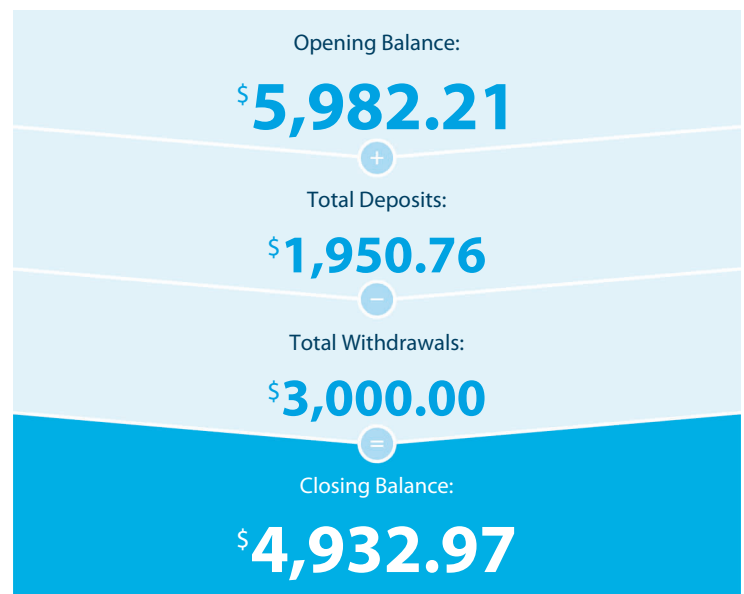 Opening Balance:
$5,982.21
+
Total Deposits:
$1,950.76
−
Total Withdrawals:
$3,000.00
=
Closing Balance:
$4,932.97